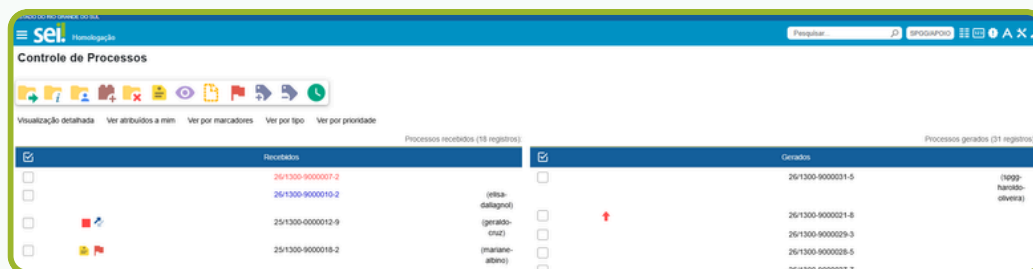 ESTADO DO RIO GRANDE DO SUL
sei! Homologação Pesquisar... SPGG/APOIO
Controle de Processos
Visualização detalhada Ver atribuídos a mim Ver por marcadores Ver por tipo Ver por prioridade
Processos recebidos (18 registros):
Recebidos
26/1300-9000007-2
26/1300-9000010-2 (elisa-dallagnol)
25/1300-0000012-9 (geraldo-cruz)
25/1300-9000018-2 (mariane-albino)
Processos gerados (31 registros)
Gerados
26/1300-9000031-5 (spgg-haroldo-oliveira)
26/1300-9000021-8
26/1300-9000029-3
26/1300-9000028-5